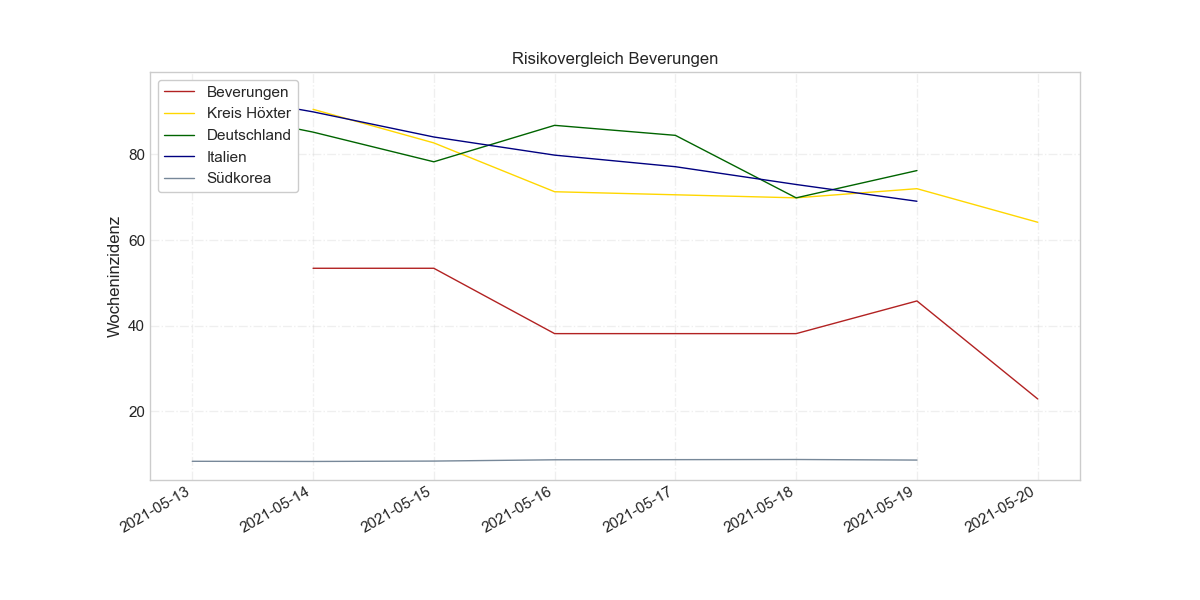 Risikovergleich Beverungen
Beverungen
Kreis Höxter
Deutschland
Italien
Südkorea
Wocheninzidenz
80
60
40
20
2021-05-13
2021-05-14
2021-05-15
2021-05-16
2021-05-17
2021-05-18
2021-05-19
2021-05-20